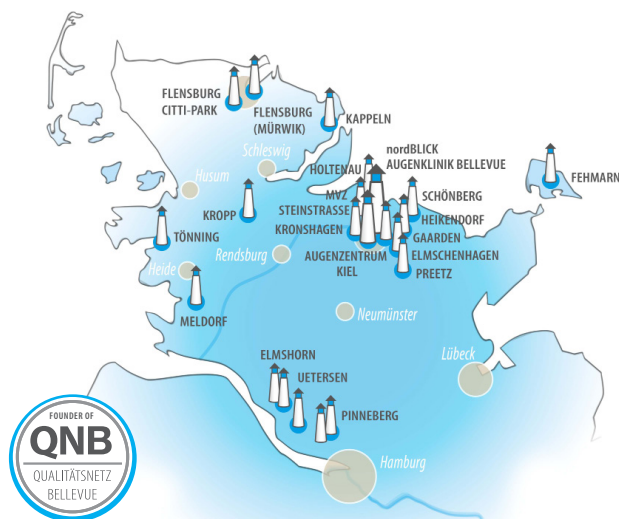 FLENSBURG
CITTI-PARK
FLENSBURG
(MÜRWIK)
KAPPELN
Schleswig
nordBLICK
AUGENKLINIK BELLEVUE
HOLTENAU
FEHMARN
Husum
MVZ
STEINSTRASSE
SCHÖNBERG
KROPP
HEIKENDORF
KRONSHAGEN
GAARDEN
TÖNNING
Rendsburg
AUGENZENTRUM
KIEL
ELMSCHENHAGEN
PREETZ
Heide
MELDORF
Neumünster
ELMSHORN
Lübeck
UETERSEN
PINNEBERG
Hamburg
FOUNDER OF
QNB
QUALITÄTSNETZ
BELLEVUE